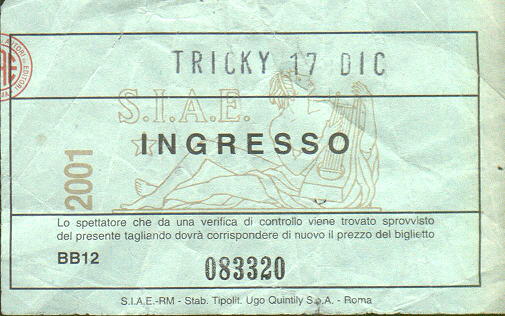 TRICKY 17 DIC
S.I.A.E.
INGRESSO
2001
Lo spettatore che da una verifica di controllo viene trovato sprovvisto
del presente tagliando dovrà corrispondere di nuovo il prezzo del biglietto
BB12
083320
S.I.A.E.-RM - Stab. Tipolit. Ugo Quintily S.p.A. - Roma